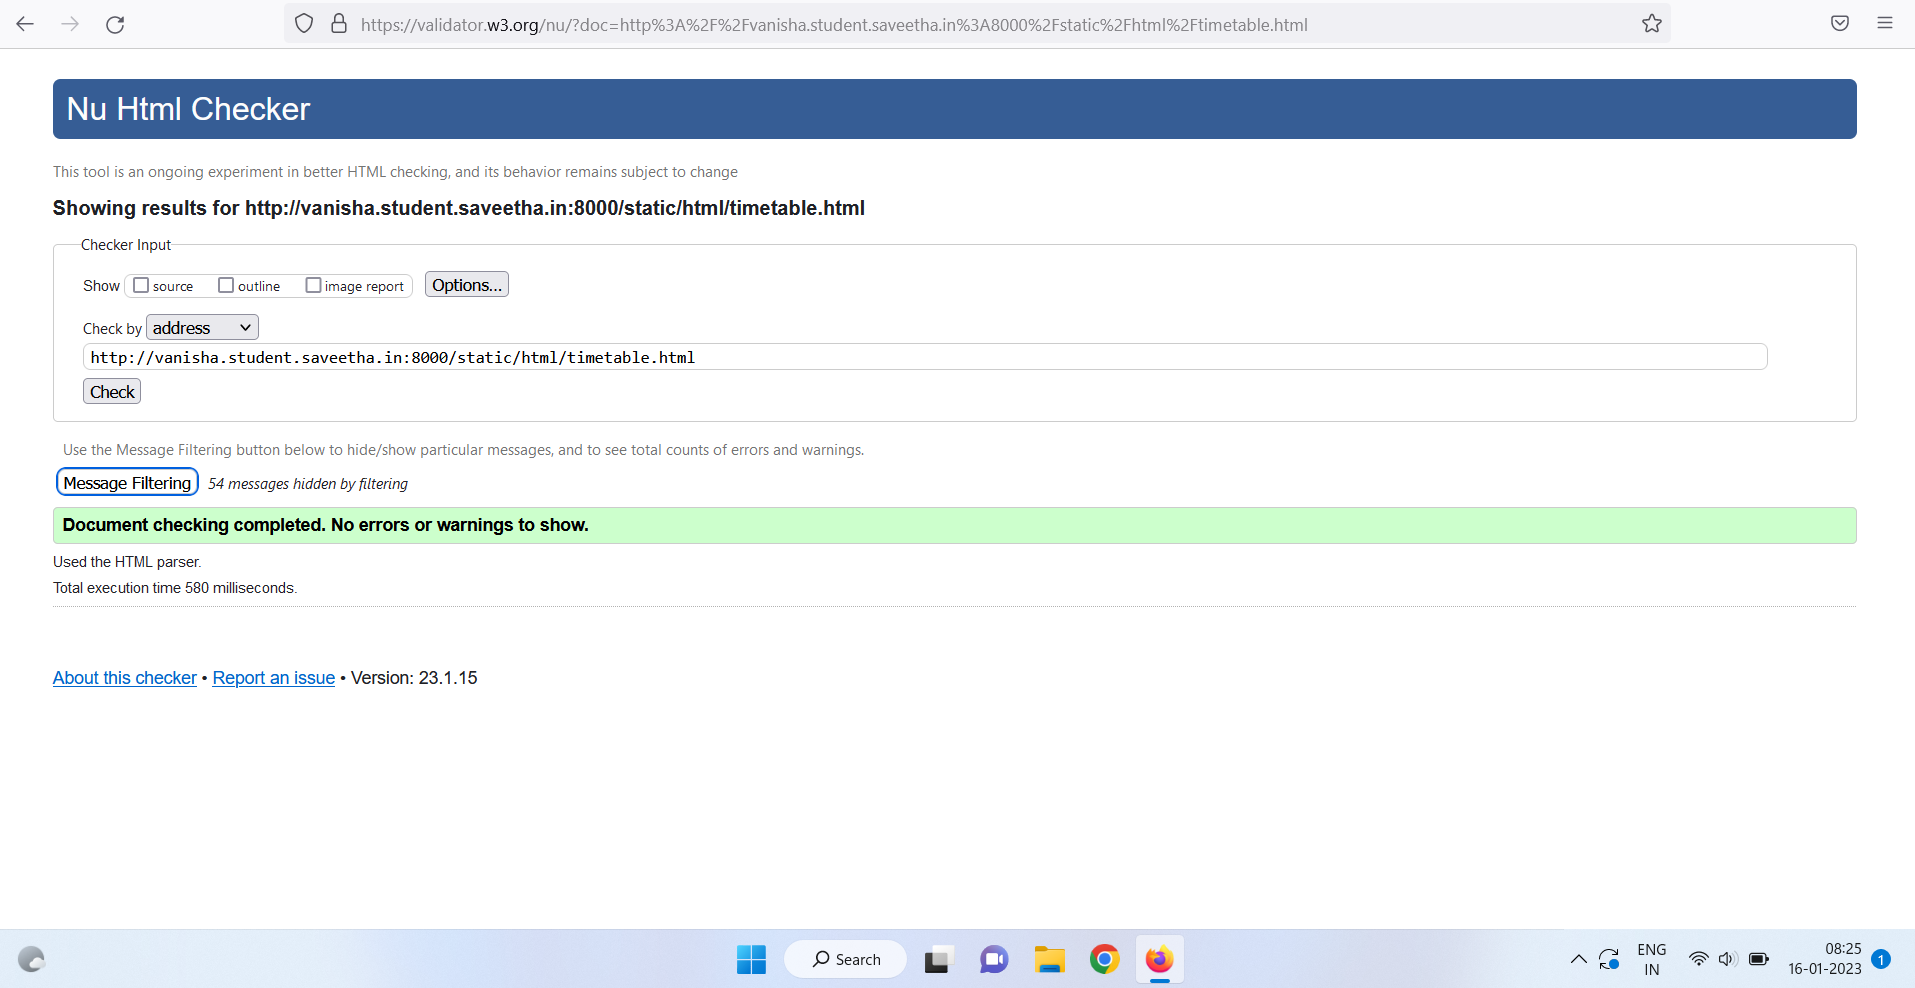 https://validator.w3.org/nu/?doc=http%3A%2F%2Fvanisha.student.saveetha.in%3A8000%2Fstatic%2Fhtml%2Ftimetable.html
Nu Html Checker
This tool is an ongoing experiment in better HTML checking, and its behavior remains subject to change
Showing results for http://vanisha.student.saveetha.in:8000/static/html/timetable.html
Checker Input
Show source outline image report Options...
Check by address
http://vanisha.student.saveetha.in:8000/static/html/timetable.html
Check
Use the Message Filtering button below to hide/show particular messages, and to see total counts of errors and warnings.
Message Filtering 54 messages hidden by filtering
Document checking completed. No errors or warnings to show.
Used the HTML parser.
Total execution time 580 milliseconds.
About this checker • Report an issue • Version: 23.1.15
Search
ENG
IN
08:25
16-01-2023
1